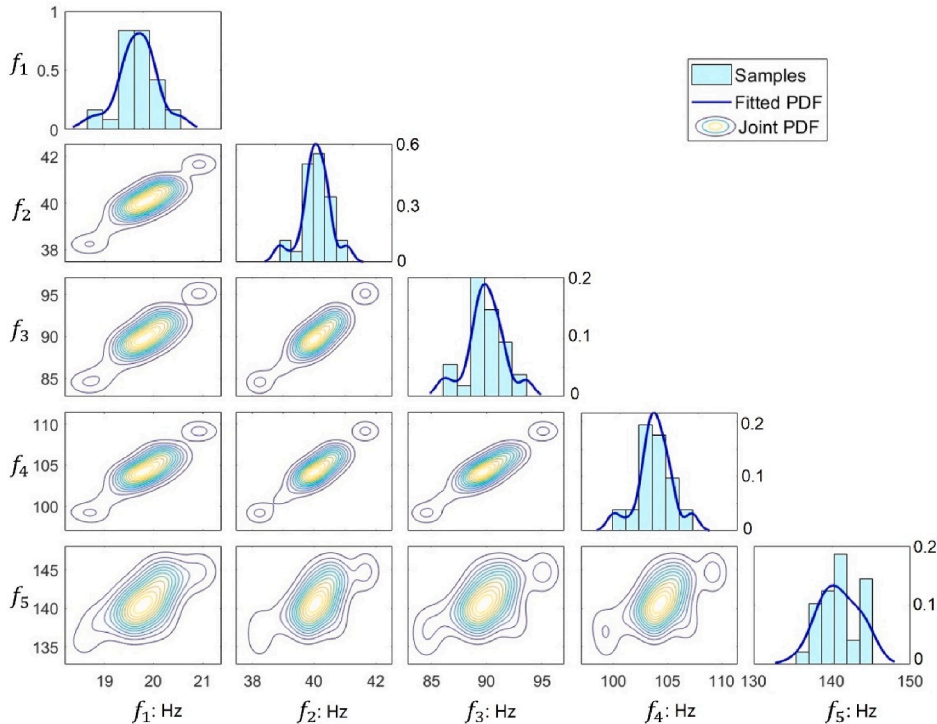 1
f1
0.5
0
Samples
Fitted PDF
Joint PDF
42
f2
40
38
0.6
0.3
0
95
f3
90
85
0.2
0.1
0
110
f4
105
100
0.2
0.1
0
145
f5
140
135
0.2
0.1
0
19 20 21
38 40 42
85 90 95
100 105 110
130 140 150
f1: Hz
f2: Hz
f3: Hz
f4: Hz
f5: Hz